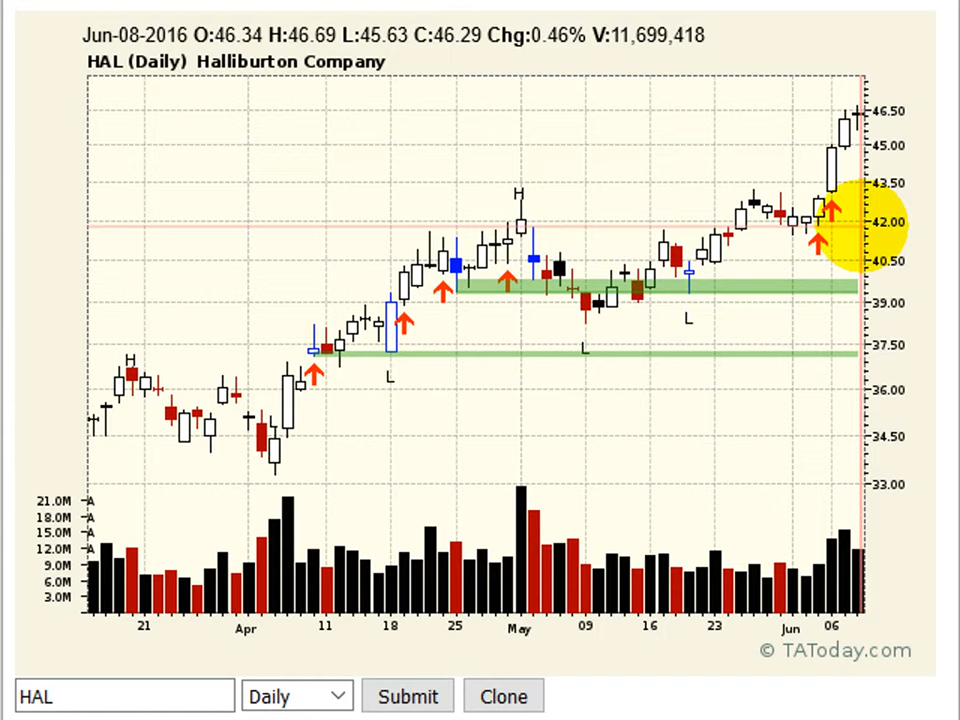 Jun-08-2016 O:46.34 H:46.69 L:45.63 C:46.29 Chg:0.46% V:11,699,418
HAL (Daily) Halliburton Company
46.50
45.00
43.50
H
42.00
40.50
39.00
L
37.50
H
L
L
36.00
34.50
33.00
21.0M A
18.0M A
15.0M A
12.0M A
9.0M
6.0M
3.0M
21 Apr 11 18 25 May 09 16 23 Jun 06
© TAToday.com
HAL Daily Submit Clone